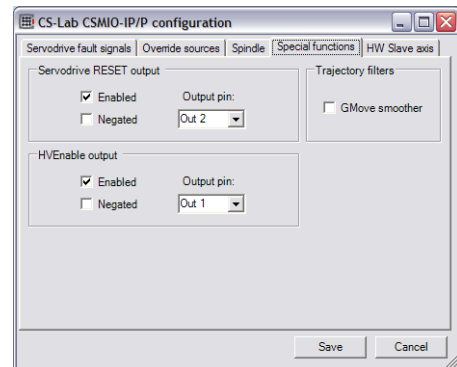 CS-Lab CSMIO-IP/P configuration
Servodrive fault signals Override sources Spindle Special functions HW Slave axis
Servodrive RESET output
Enabled
Negated
Output pin:
Out 2
Trajectory filters
GMove smoother
HVEnable output
Enabled
Negated
Output pin:
Out 1
Save Cancel